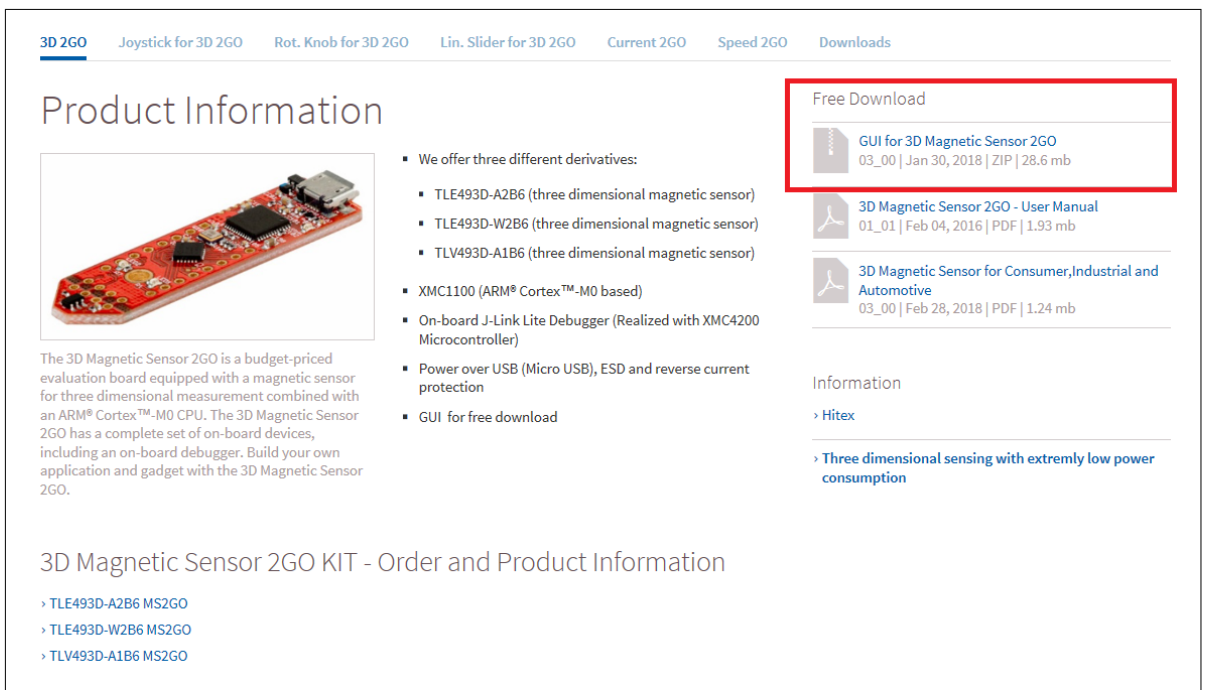 3D 2GO Joystick for 3D 2GO Rot. Knob for 3D 2GO Lin. Slider for 3D 2GO Current 2GO Speed 2GO Downloads
Product Information
The 3D Magnetic Sensor 2GO is a budget-priced
evaluation board equipped with a magnetic sensor
for three dimensional measurement combined with
an ARM® Cortex™-M0 CPU. The 3D Magnetic Sensor
2GO has a complete set of on-board devices,
including an on-board debugger. Build your own
application and gadget with the 3D Magnetic Sensor
2GO.
▪ We offer three different derivatives:
▪ TLE493D-A2B6 (three dimensional magnetic sensor)
▪ TLE493D-W2B6 (three dimensional magnetic sensor)
▪ TLV493D-A1B6 (three dimensional magnetic sensor)
▪ XMC1100 (ARM® Cortex™-M0 based)
▪ On-board J-Link Lite Debugger (Realized with XMC4200
Microcontroller)
▪ Power over USB (Micro USB), ESD and reverse current
protection
▪ GUI for free download
Free Download
GUI for 3D Magnetic Sensor 2GO
03_00 | Jan 30, 2018 | ZIP | 28.6 mb
3D Magnetic Sensor 2GO - User Manual
01_01 | Feb 04, 2016 | PDF | 1.93 mb
3D Magnetic Sensor for Consumer,Industrial and
Automotive
03_00 | Feb 28, 2018 | PDF | 1.24 mb
Information
› Hitex
› Three dimensional sensing with extremly low power
consumption
3D Magnetic Sensor 2GO KIT - Order and Product Information
› TLE493D-A2B6 MS2GO
› TLE493D-W2B6 MS2GO
› TLV493D-A1B6 MS2GO